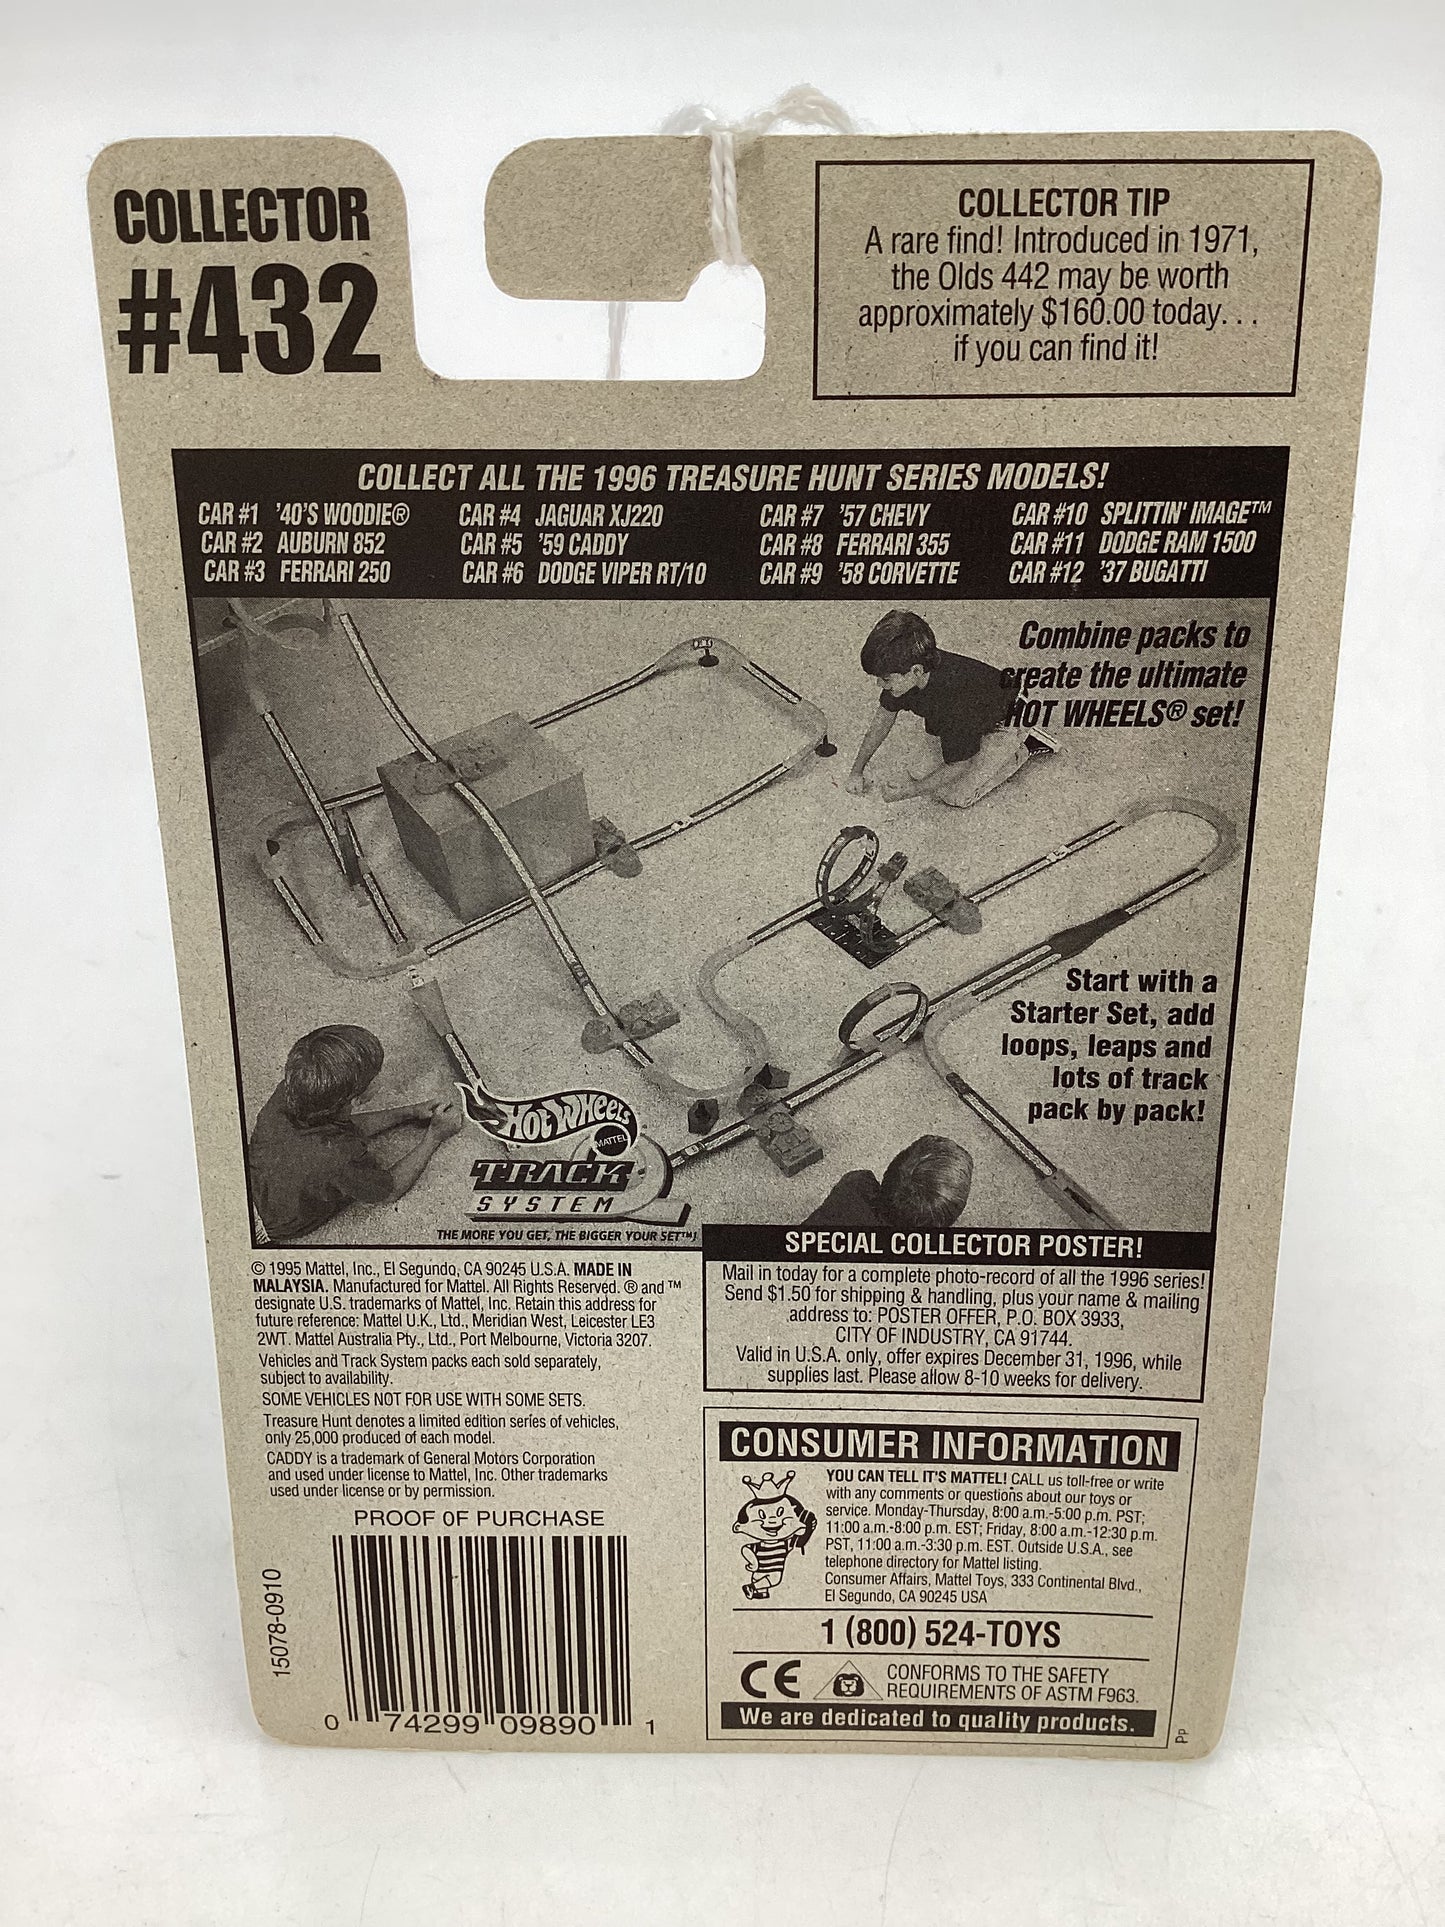 COLLECTOR
#432
COLLECTOR TIP
A rare find! Introduced in 1971,
the Olds 442 may be worth
approximately $160.00 today. . .
if you can find it!
COLLECT ALL THE 1996 TREASURE HUNT SERIES MODELS!
CAR #1 '40'S WOODIE®
CAR #2 AUBURN 852
CAR #3 FERRARI 250
CAR #4 JAGUAR XJ220
CAR #5 '59 CADDY
CAR #6 DODGE VIPER RT/10
CAR #7 '57 CHEVY
CAR #8 FERRARI 355
CAR #9 '58 CORVETTE
CAR #10 SPLITTIN' IMAGE™
CAR #11 DODGE RAM 1500
CAR #12 '37 BUGATTI
Combine packs to
create the ultimate
HOT WHEELS® set!
Start with a
Starter Set, add
loops, leaps and
lots of track
pack by pack!
HOT WHEELS
MATTEL
TRACK
SYSTEM
THE MORE YOU GET, THE BIGGER YOUR SET™!
© 1995 Mattel, Inc., El Segundo, CA 90245 U.S.A. MADE IN
MALAYSIA. Manufactured for Mattel. All Rights Reserved. ® and ™
designate U.S. trademarks of Mattel, Inc. Retain this address for
future reference: Mattel U.K., Ltd., Meridian West, Leicester LE3
2WT. Mattel Australia Pty., Ltd., Port Melbourne, Victoria 3207.
Vehicles and Track System packs each sold separately,
subject to availability.
SOME VEHICLES NOT FOR USE WITH SOME SETS.
Treasure Hunt denotes a limited edition series of vehicles,
only 25,000 produced of each model.
CADDY is a trademark of General Motors Corporation
and used under license to Mattel, Inc. Other trademarks
used under license or by permission.
PROOF OF PURCHASE
15078-0910
0 74299 09890 1
SPECIAL COLLECTOR POSTER!
Mail in today for a complete photo-record of all the 1996 series!
Send $1.50 for shipping & handling, plus your name & mailing
address to: POSTER OFFER, P.O. BOX 3933,
CITY OF INDUSTRY, CA 91744.
Valid in U.S.A. only, offer expires December 31, 1996, while
supplies last. Please allow 8-10 weeks for delivery.
CONSUMER INFORMATION
YOU CAN TELL IT'S MATTEL! CALL us toll-free or write
with any comments or questions about our toys or
service. Monday-Thursday, 8:00 a.m.-5:00 p.m. PST;
11:00 a.m.-8:00 p.m. EST; Friday, 8:00 a.m.-12:30 p.m.
PST, 11:00 a.m.-3:30 p.m. EST. Outside U.S.A., see
telephone directory for Mattel listing.
Consumer Affairs, Mattel Toys, 333 Continental Blvd.,
El Segundo, CA 90245 USA
1 (800) 524-TOYS
CE
CONFORMS TO THE SAFETY
REQUIREMENTS OF ASTM F963.
We are dedicated to quality products.
Pp